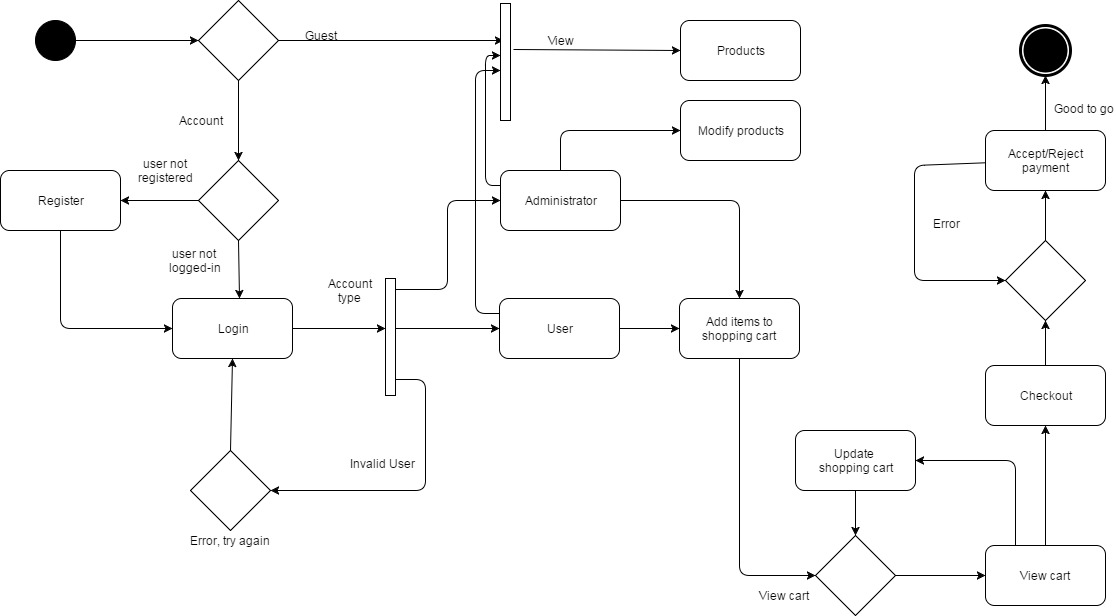 Guest
View
Products
Good to go
Account
Modify products
Accept/Reject
payment
user not
registered
Register
Administrator
Error
user not
logged-in
Account
type
Login
User
Add items to
shopping cart
Checkout
Invalid User
Update
shopping cart
Error, try again
View cart
View cart